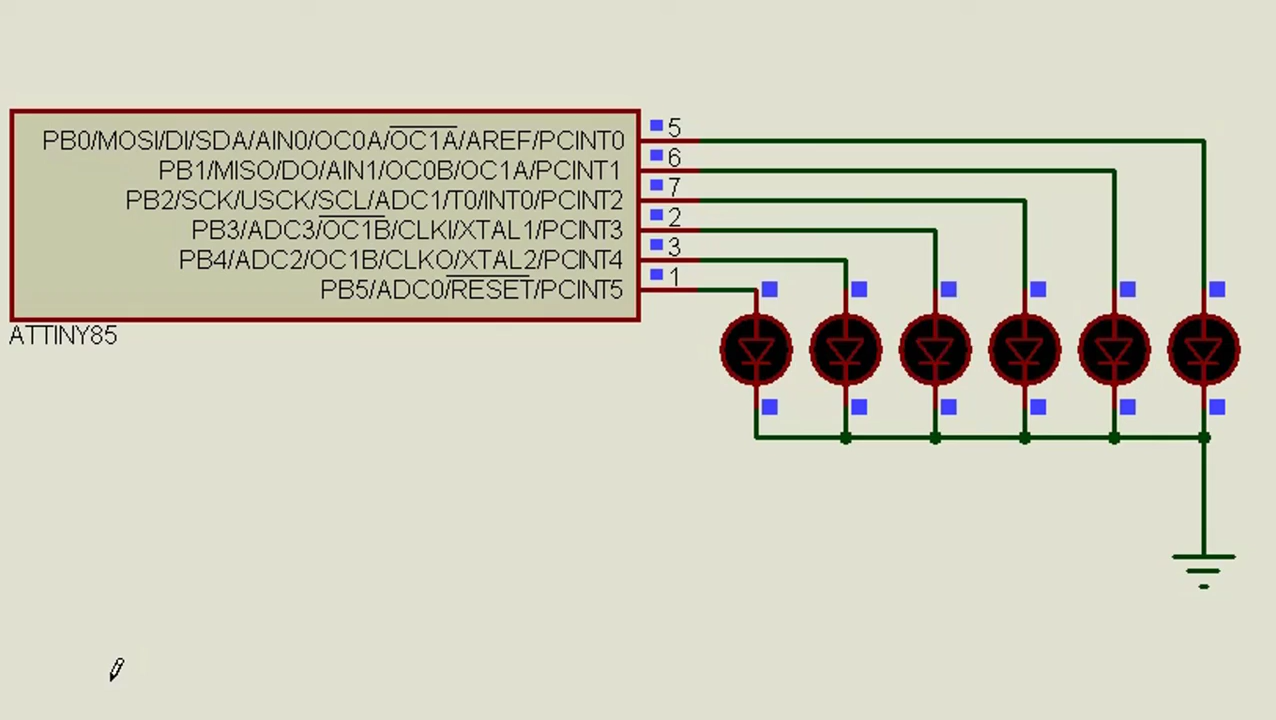 PB0/MOSI/DI/SDA/AIN0/OC0A/OC1A/AREF/PCINT0 5
PB1/MISO/DO/AIN1/OC0B/OC1A/PCINT1 6
PB2/SCK/USCK/SCL/ADC1/T0/INT0/PCINT2 7
PB3/ADC3/OC1B/CLKI/XTAL1/PCINT3 2
PB4/ADC2/OC1B/CLKO/XTAL2/PCINT4 3
PB5/ADC0/RESET/PCINT5 1
ATTINY85